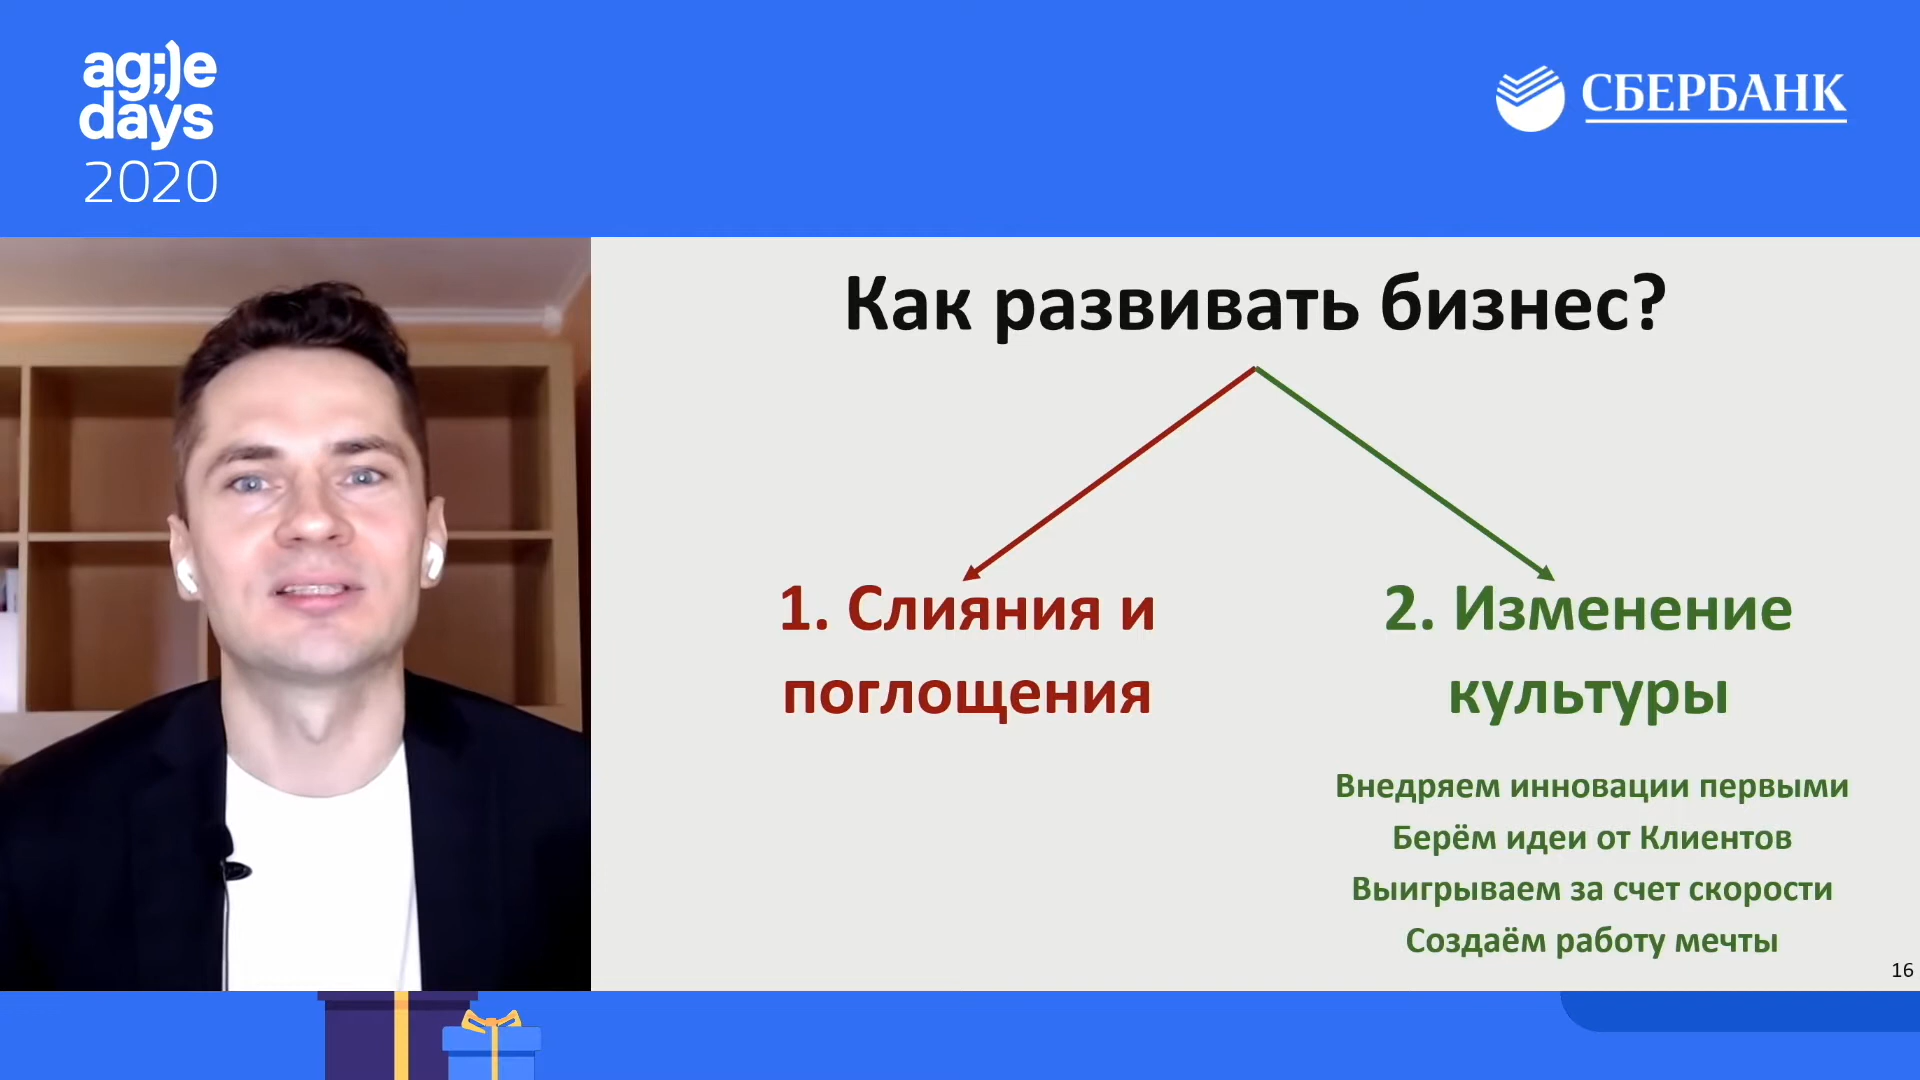 ag;)e
days
2020
СБЕРБАНК
Как развивать бизнес?
1. Слияния и
поглощения
2. Изменение
культуры
Внедряем инновации первыми
Берём идеи от Клиентов
Выигрываем за счет скорости
Создаём работу мечты
16